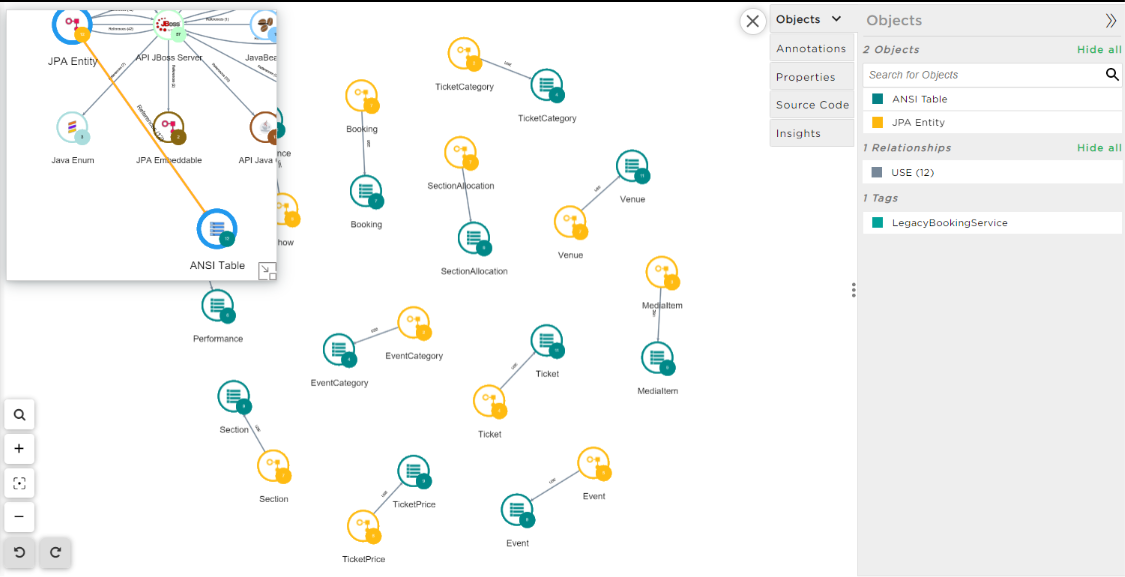 JPA Entity
API JBoss Server
JavaBea
Java Enum
JPA Embeddable
API Java
ANSI Table
nce
how
Performance
Booking
Booking
TicketCategory
TicketCategory
SectionAllocation
SectionAllocation
Venue
Venue
MediaItem
MediaItem
EventCategory
EventCategory
Ticket
Ticket
Section
Section
TicketPrice
TicketPrice
Event
Event
Objects
Annotations
Properties
Source Code
Insights
Objects
2 Objects Hide all
Search for Objects
ANSI Table
JPA Entity
1 Relationships Hide all
USE (12)
1 Tags
LegacyBookingService